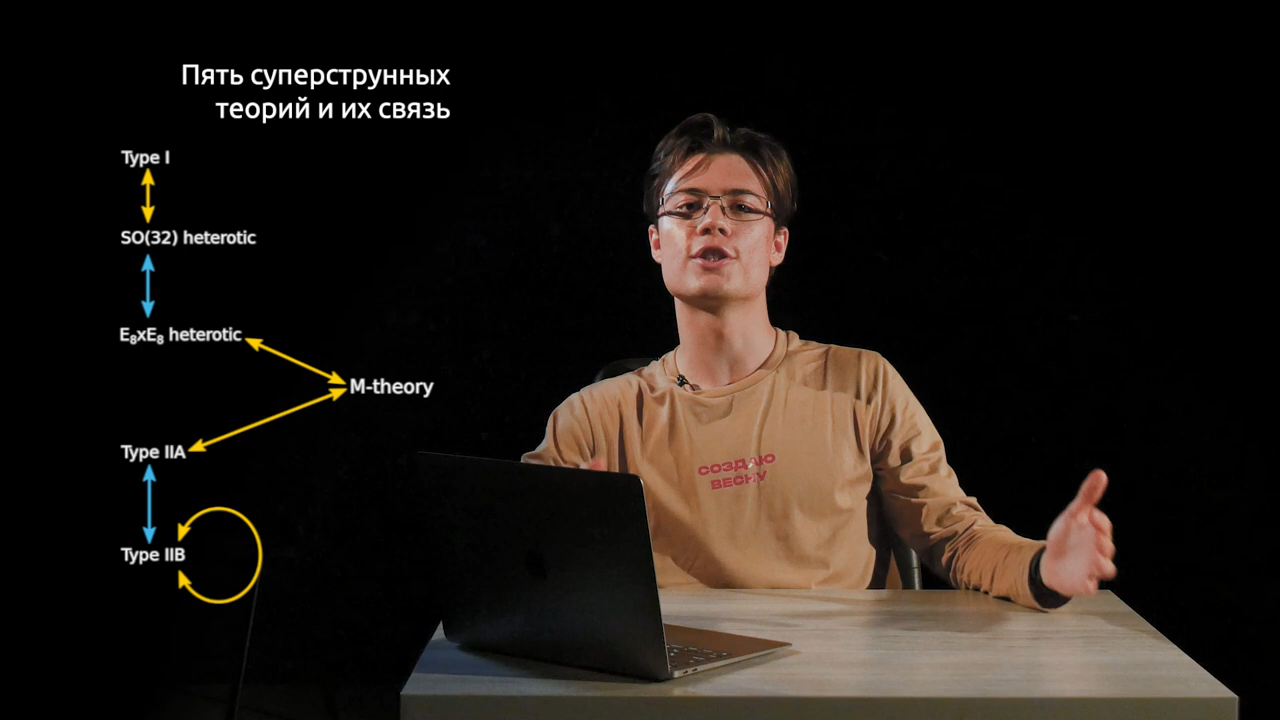 Пять суперструнных
теорий и их связь
Type I
SO(32) heterotic
E₈xE₈ heterotic
M-theory
Type IIA
Type IIB
СОЗДАЮ
ВЕСНУ